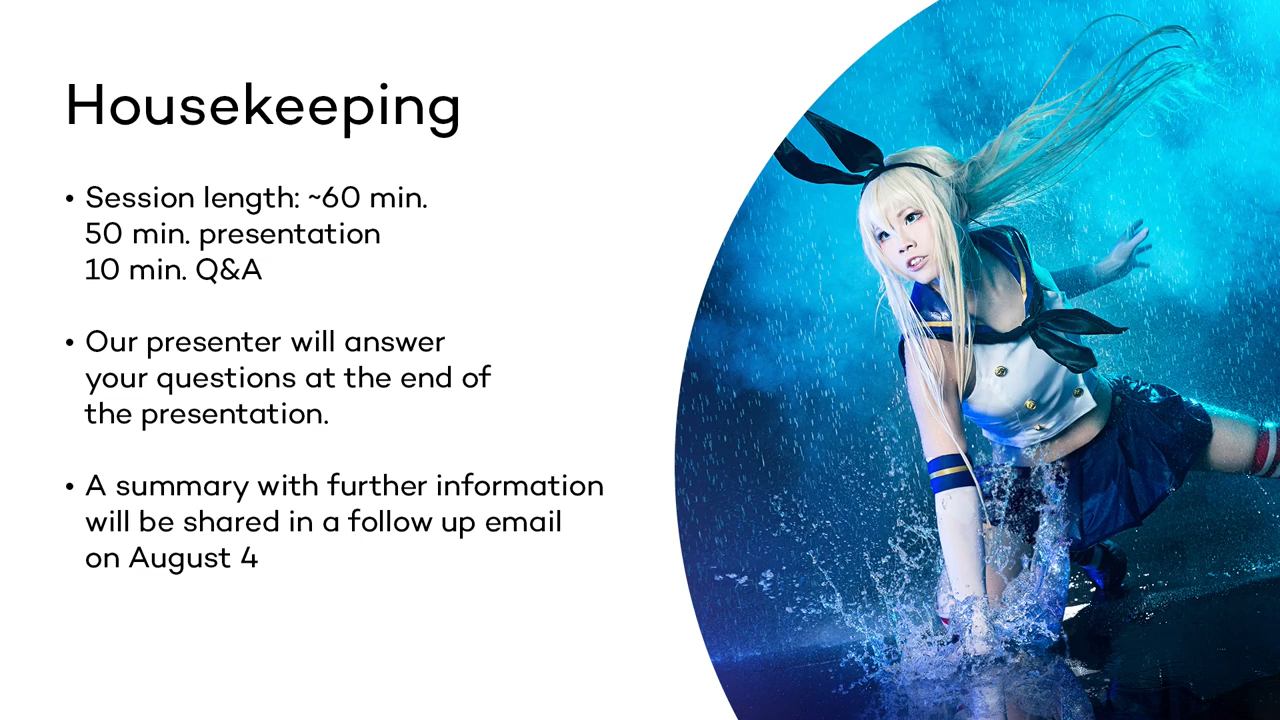 Housekeeping
• Session length: ~60 min.
50 min. presentation
10 min. Q&A
• Our presenter will answer
your questions at the end of
the presentation.
• A summary with further information
will be shared in a follow up email
on August 4